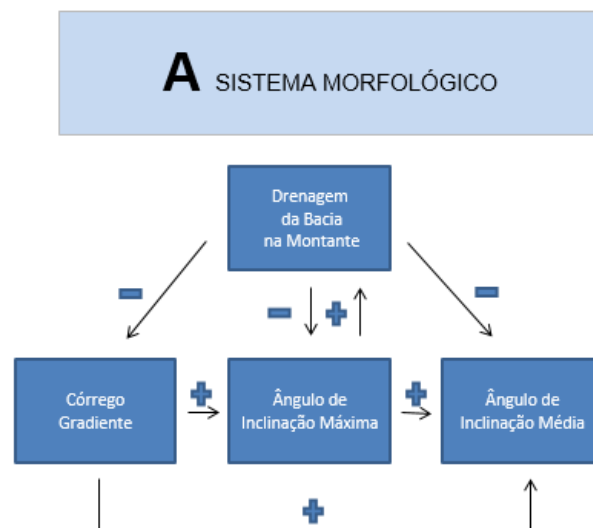 A SISTEMA MORFOLÓGICO
Drenagem
da Bacia
na Montante
Córrego
Gradiente
Ângulo de
Inclinação Máxima
Ângulo de
Inclinação Média